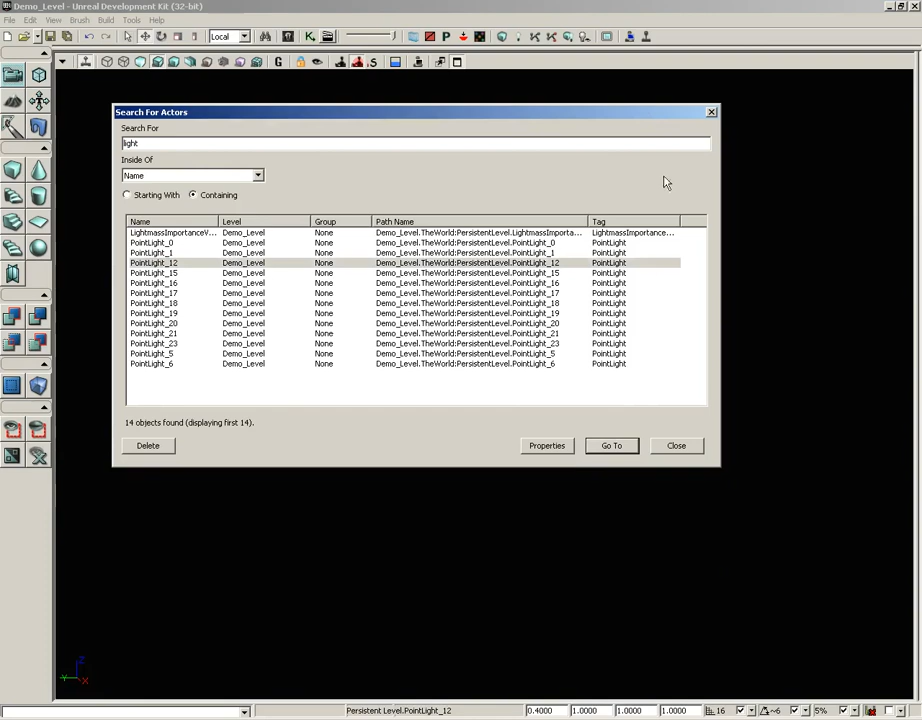 Demo_Level - Unreal Development Kit (32-bit)
File Edit View Brush Build Tools Help
Local
G
Search For Actors
Search For
light
Inside Of
Name
Starting With Containing
Name Level Group Path Name Tag
LightmassImportanceV... Demo_Level None Demo_Level.TheWorld:PersistentLevel.LightmassImporta... LightmassImportance...
PointLight_0 Demo_Level None Demo_Level.TheWorld:PersistentLevel.PointLight_0 PointLight
PointLight_1 Demo_Level None Demo_Level.TheWorld:PersistentLevel.PointLight_1 PointLight
PointLight_12 Demo_Level None Demo_Level.TheWorld:PersistentLevel.PointLight_12 PointLight
PointLight_15 Demo_Level None Demo_Level.TheWorld:PersistentLevel.PointLight_15 PointLight
PointLight_16 Demo_Level None Demo_Level.TheWorld:PersistentLevel.PointLight_16 PointLight
PointLight_17 Demo_Level None Demo_Level.TheWorld:PersistentLevel.PointLight_17 PointLight
PointLight_18 Demo_Level None Demo_Level.TheWorld:PersistentLevel.PointLight_18 PointLight
PointLight_19 Demo_Level None Demo_Level.TheWorld:PersistentLevel.PointLight_19 PointLight
PointLight_20 Demo_Level None Demo_Level.TheWorld:PersistentLevel.PointLight_20 PointLight
PointLight_21 Demo_Level None Demo_Level.TheWorld:PersistentLevel.PointLight_21 PointLight
PointLight_23 Demo_Level None Demo_Level.TheWorld:PersistentLevel.PointLight_23 PointLight
PointLight_5 Demo_Level None Demo_Level.TheWorld:PersistentLevel.PointLight_5 PointLight
PointLight_6 Demo_Level None Demo_Level.TheWorld:PersistentLevel.PointLight_6 PointLight
14 objects found (displaying first 14).
Delete Properties Go To Close
Z
Y X
Persistent Level.PointLight_12 0.4000 1.0000 1.0000 1.0000 16 ~6 5%